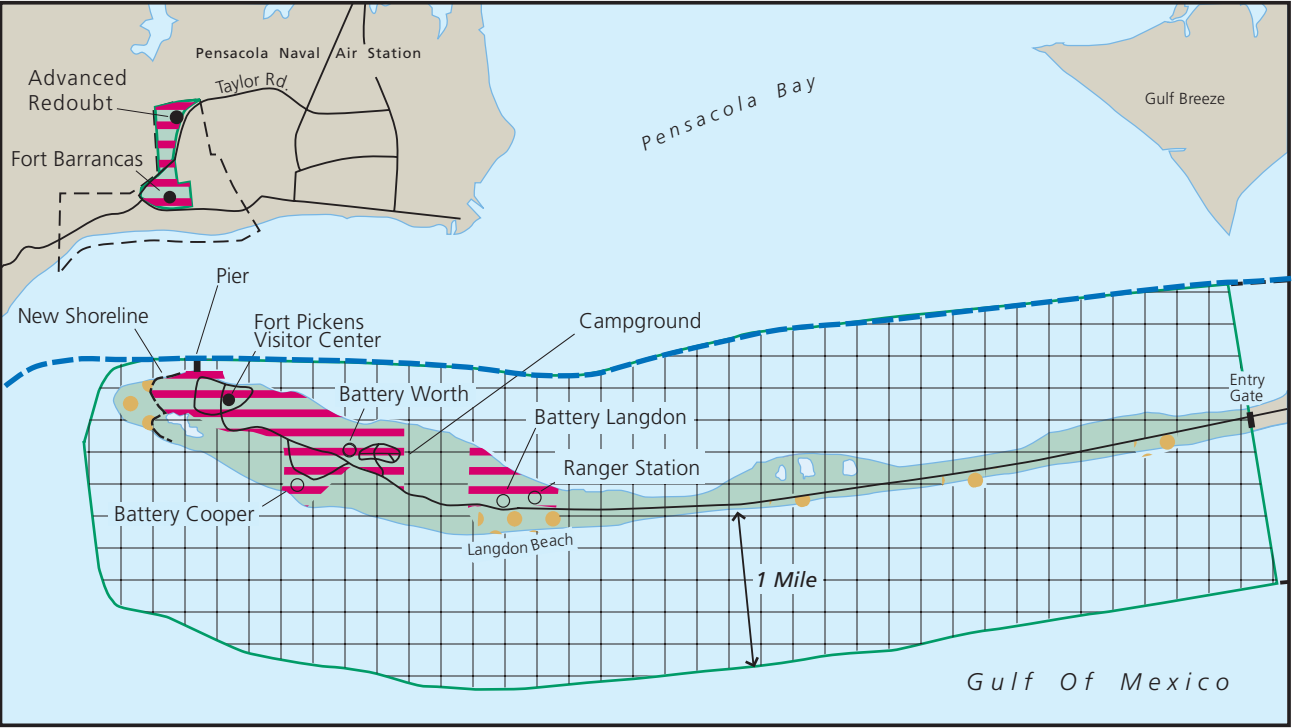 Pensacola Naval Air Station
Advanced
Redoubt
Taylor Rd.
Pensacola Bay
Gulf Breeze
Fort Barrancas
Pier
New Shoreline
Fort Pickens
Visitor Center
Campground
Battery Worth
Entry
Gate
Battery Langdon
Ranger Station
Battery Cooper
Langdon Beach
1 Mile
Gulf Of Mexico